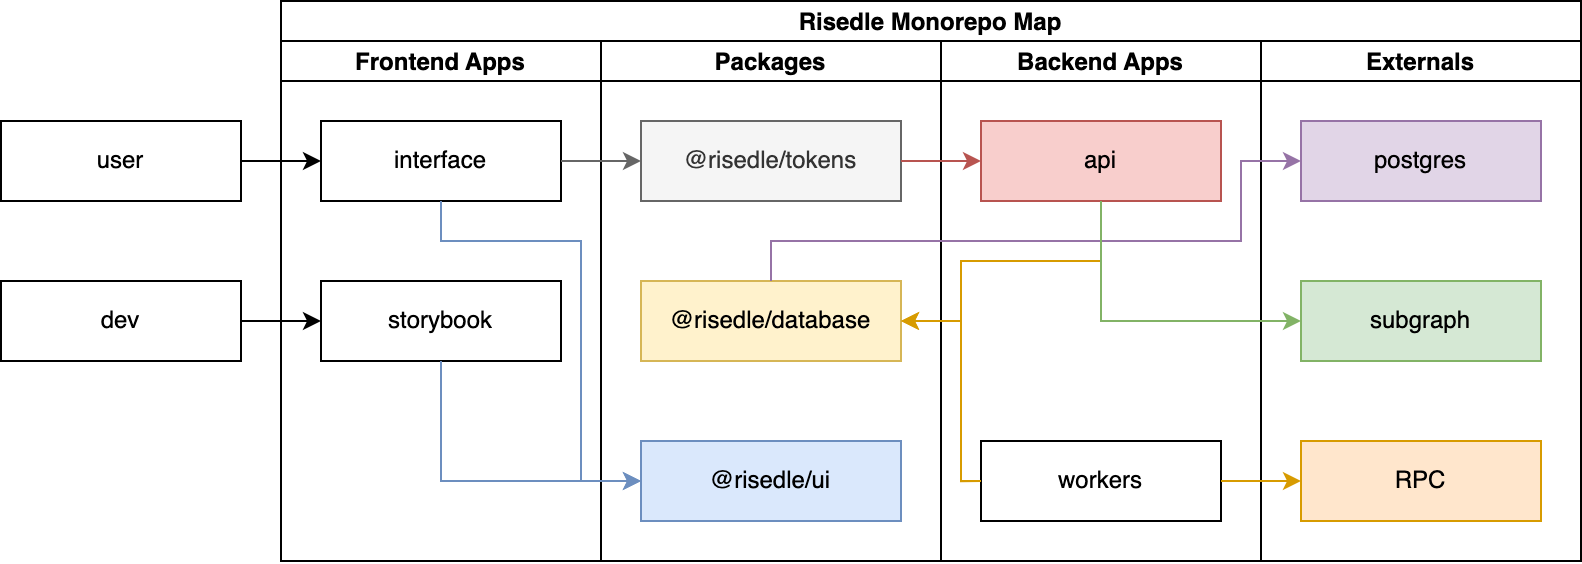 Risedle Monorepo Map
Frontend Apps
Packages
Backend Apps
Externals
user
interface
@risedle/tokens
api
postgres
dev
storybook
@risedle/database
subgraph
@risedle/ui
workers
RPC